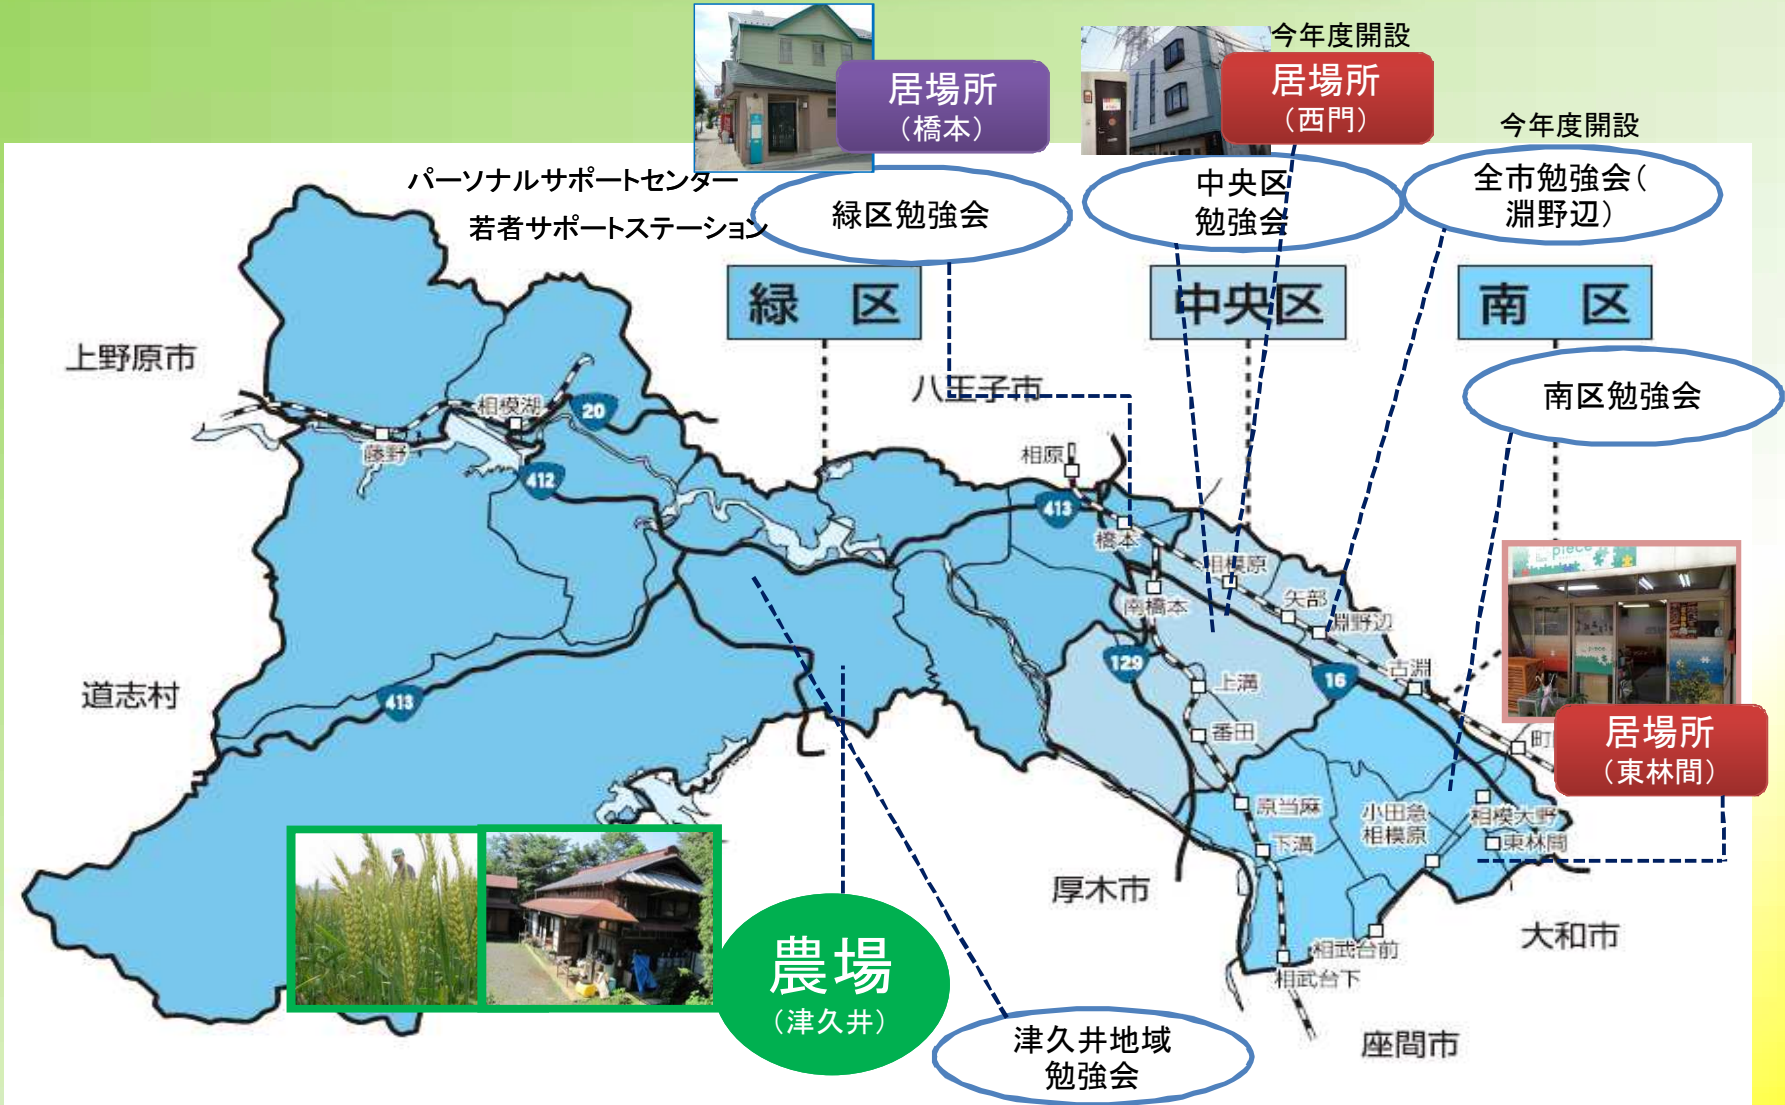 今年度開設
居場所
（橋本）
居場所
（西門）
今年度開設
パーソナルサポートセンター
若者サポートステーション
緑区勉強会
中央区
勉強会
全市勉強会（
淵野辺）
緑 区
中央区
南 区
上野原市
八王子市
南区勉強会
相模湖
20
藤野
412
相原
413
橋本
相模原
南橋本
矢部
淵野辺
piece
129
上溝
16
古淵
道志村
413
番田
町
居場所
（東林間）
原当麻
小田急
相模原
相模大野
下溝
東林間
厚木市
農場
（津久井）
相武台前
相武台下
大和市
津久井地域
勉強会
座間市